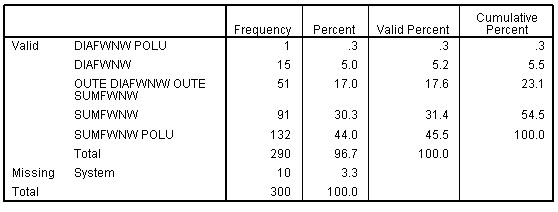 Frequency Percent Valid Percent Cumulative Percent
Valid DIAFWNW POLU 1 .3 .3 .3
DIAFWNW 15 5.0 5.2 5.5
OUTE DIAFWNW/ OUTE
SUMFWNW 51 17.0 17.6 23.1
SUMFWNW 91 30.3 31.4 54.5
SUMFWNW POLU 132 44.0 45.5 100.0
Total 290 96.7 100.0
Missing System 10 3.3
Total 300 100.0